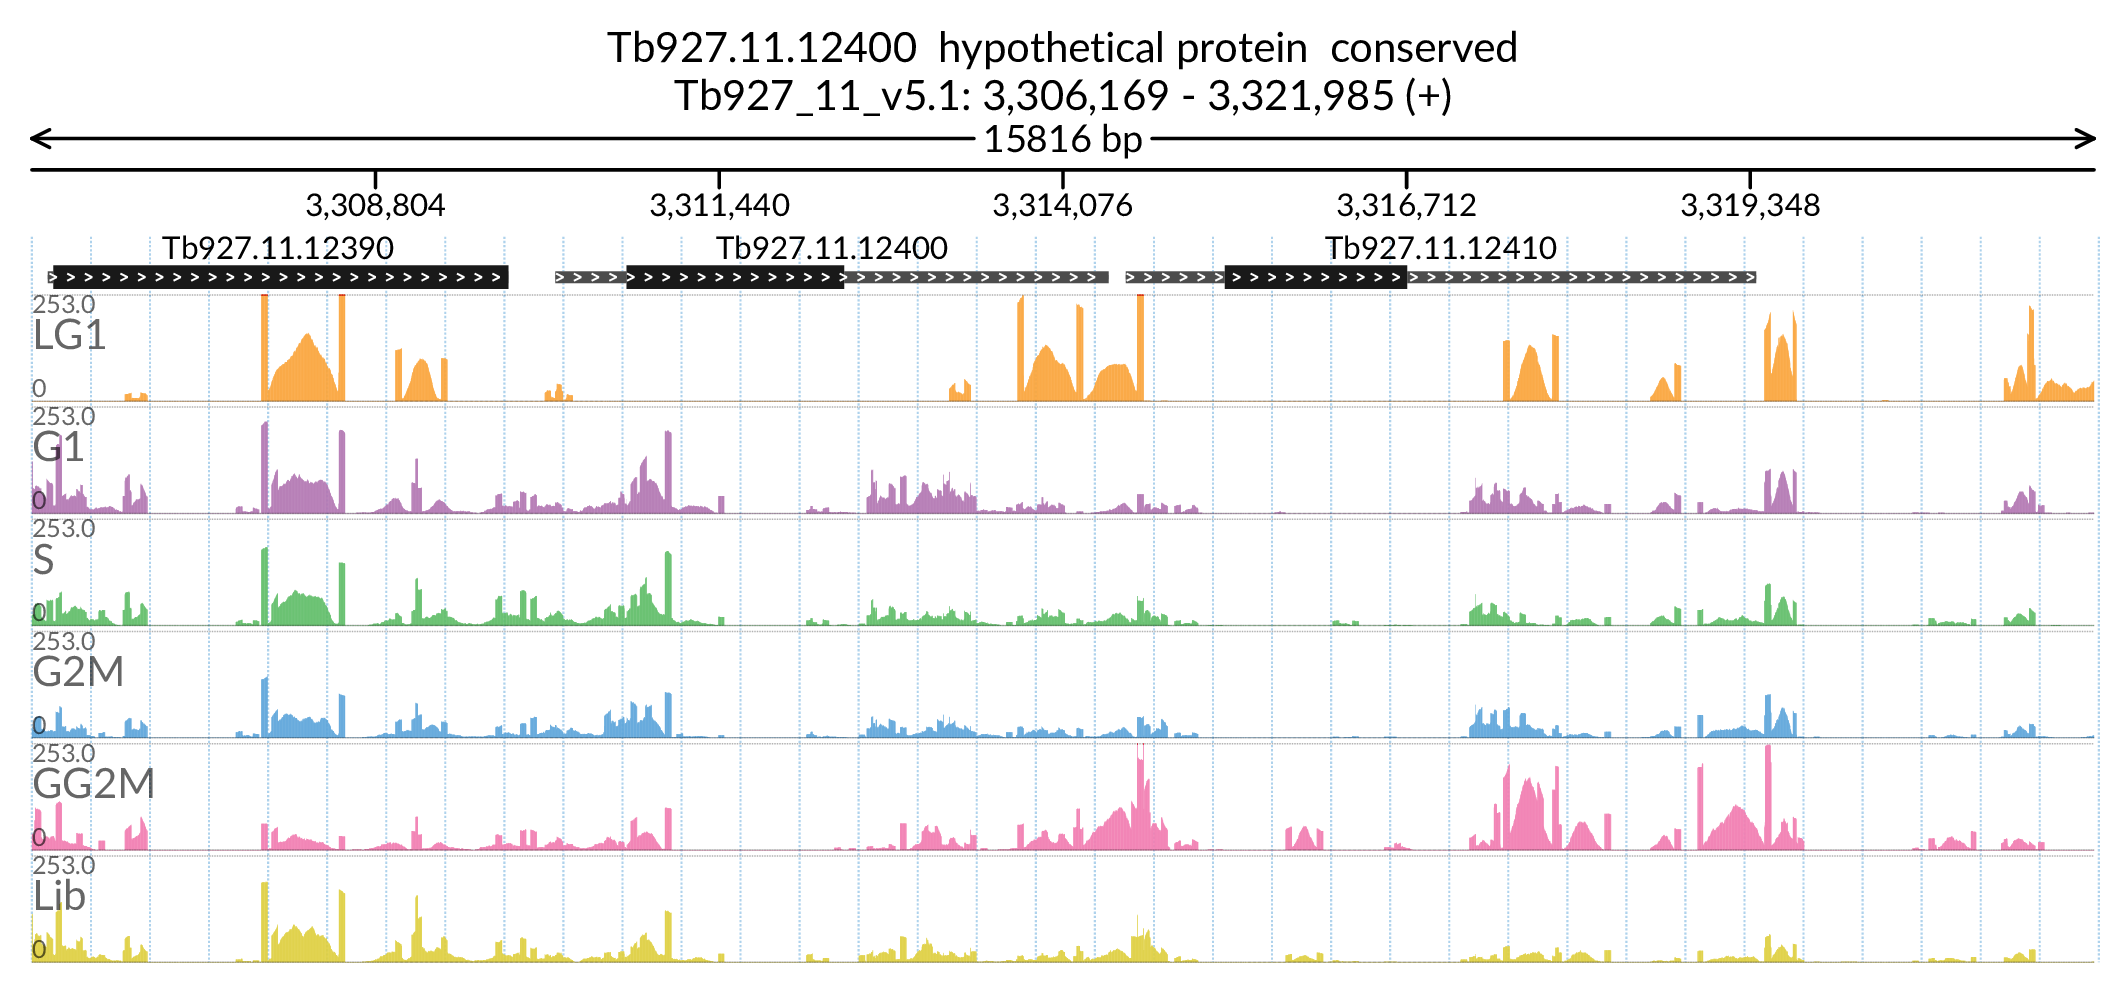 Tb927.11.12400  hypothetical protein  conserved
Tb927_11_v5.1: 3,306,169 - 3,321,985 (+)
15816 bp
3,308,804 3,311,440 3,314,076 3,316,712 3,319,348
Tb927.11.12390 Tb927.11.12400 Tb927.11.12410
253.0
LG1
0
253.0
G1
0
253.0
S
0
253.0
G2M
0
253.0
GG2M
0
253.0
Lib
0